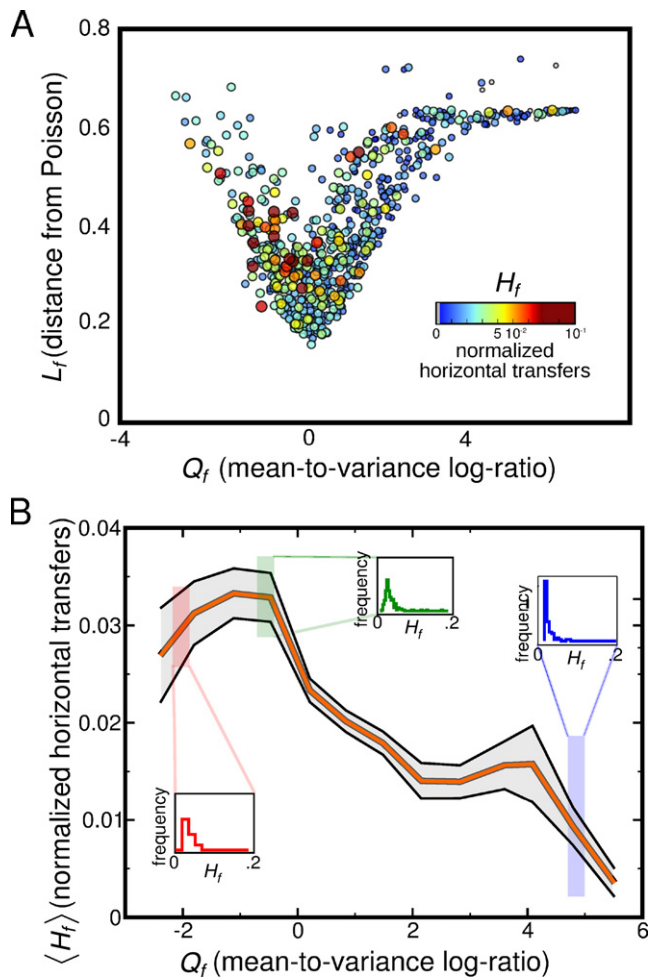 A
0.8
0.6
0.4
0.2
0
-4
0
4
L_f (distance from Poisson)
Q_f (mean-to-variance log-ratio)
H_f
0
5 10^-2
10^-1
normalized
horizontal transfers
B
0.04
0.03
0.02
0.01
0
-2
0
2
4
6
⟨H_f⟩ (normalized horizontal transfers)
Q_f (mean-to-variance log-ratio)
frequency
0
H_f
.2
frequency
0
H_f
.2
frequency
0
H_f
.2